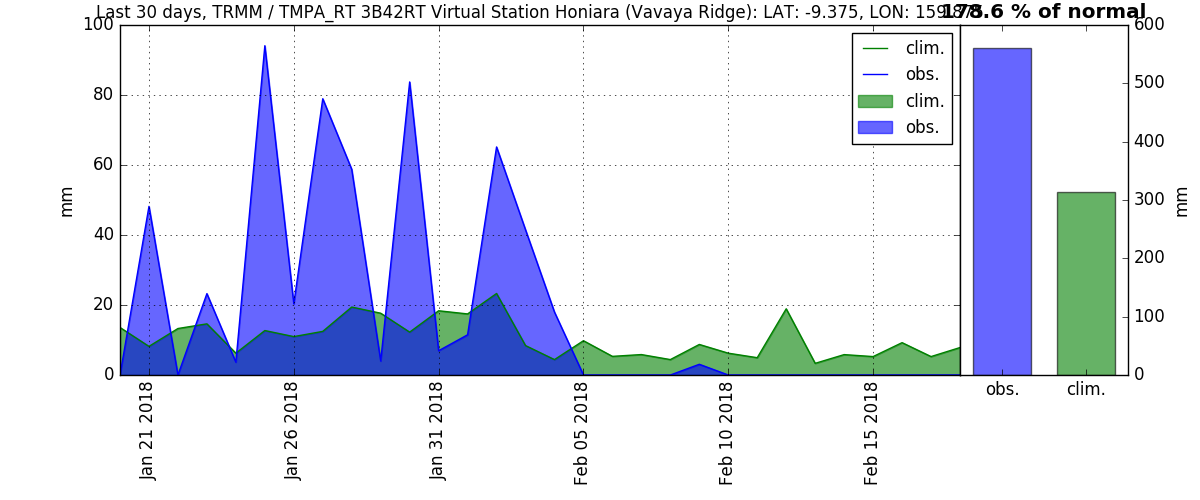 Last 30 days, TRMM / TMPA_RT 3B42RT Virtual Station Honiara (Vavaya Ridge): LAT: -9.375, LON: 159.875
178.6 % of normal
100
80
60
40
20
0
mm
clim.
obs.
clim.
obs.
Jan 21 2018
Jan 26 2018
Jan 31 2018
Feb 05 2018
Feb 10 2018
Feb 15 2018
600
500
400
300
200
100
0
mm
obs. clim.